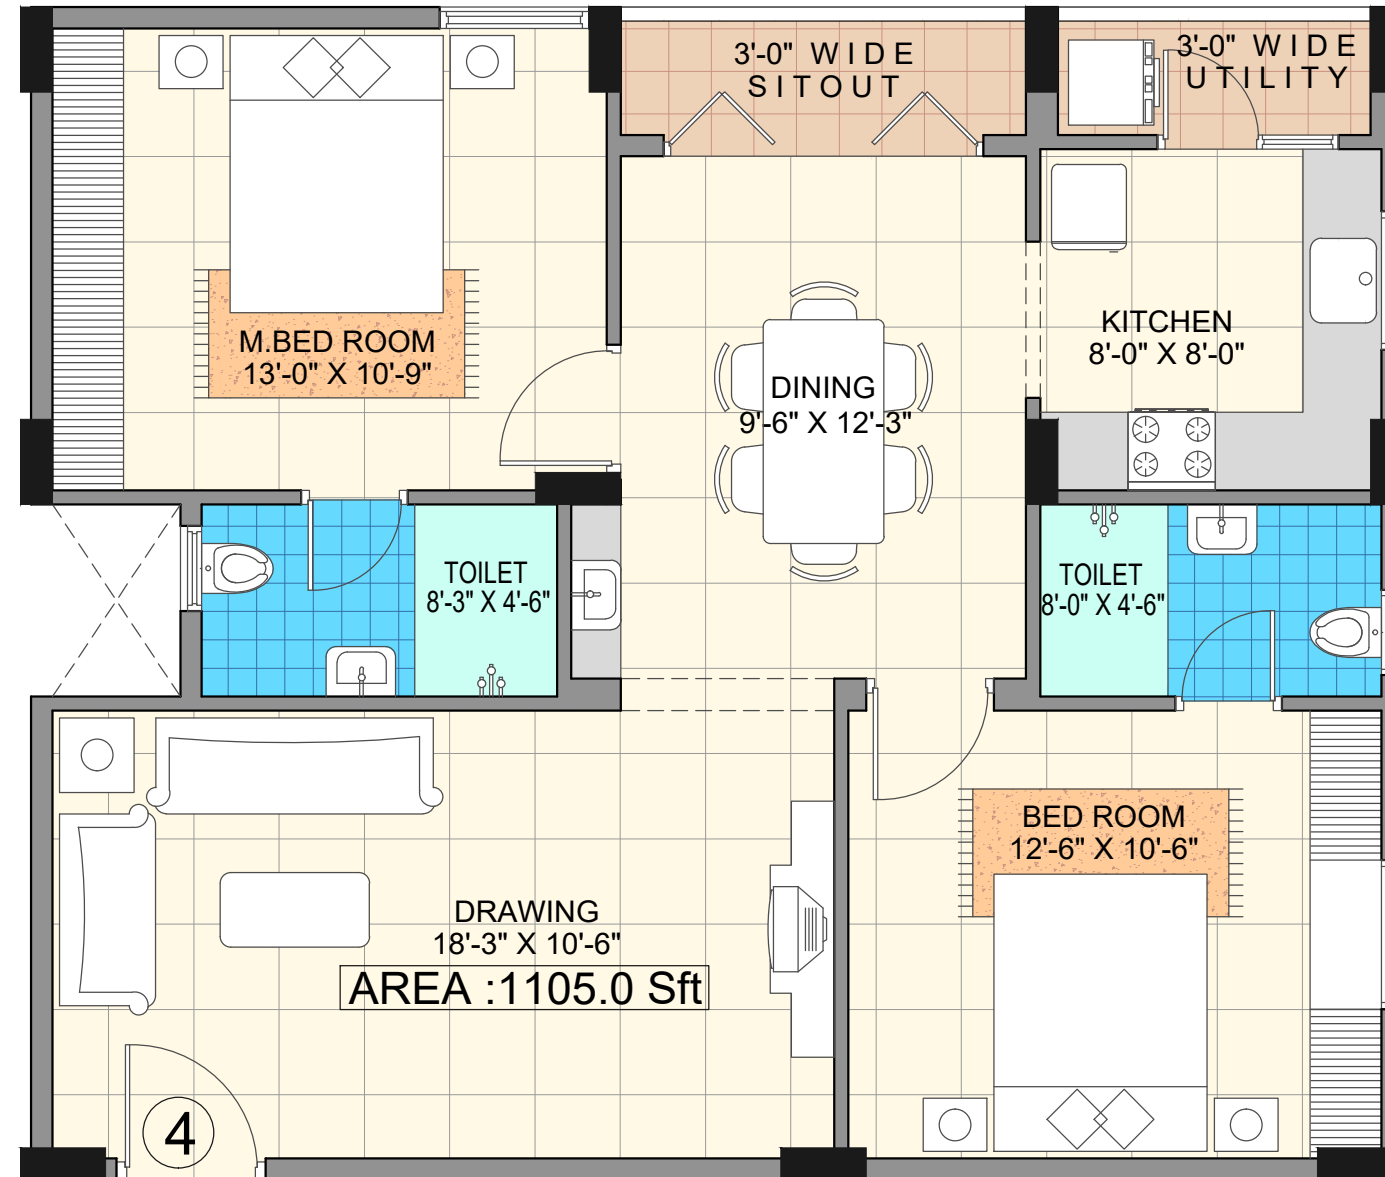 3'-0" WIDE
SITOUT
3'-0" WIDE
UTILITY
M.BED ROOM
13'-0" X 10'-9"
DINING
9'-6" X 12'-3"
KITCHEN
8'-0" X 8'-0"
TOILET
8'-3" X 4'-6"
TOILET
8'-0" X 4'-6"
BED ROOM
12'-6" X 10'-6"
DRAWING
18'-3" X 10'-6"
AREA :1105.0 Sft
4